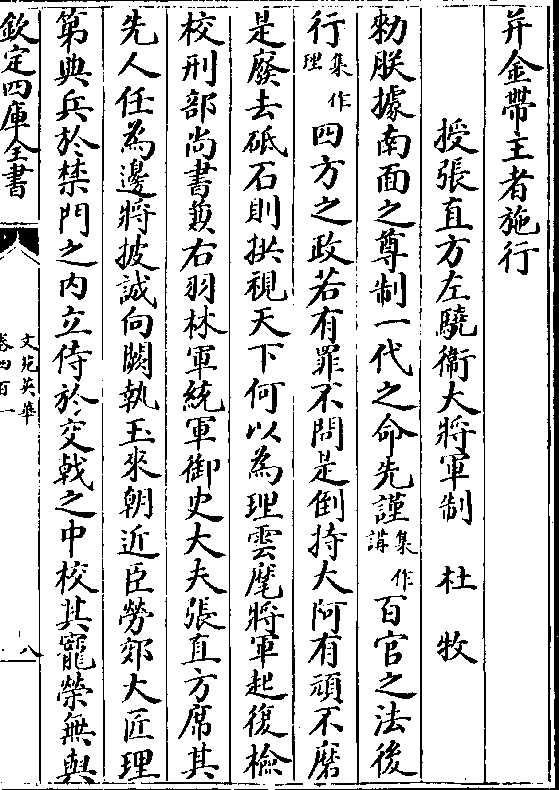 并金帶王者施行
授張直方左驍衞大將軍制　杜牧
勅朕據南面之尊制一代之命先謹集作講百官之法後
行集作理四方之政若有罪不問是倒持大阿有頑不磨
是廢去砥石則拱視天下何以為理雲麾將軍起復檢
校刑部尚書兼右羽林軍統軍御史大夫張直方席其
先人任為邊將披誠向闕執玉來朝近臣勞郊大匠理
第典兵於禁門之内立侍於交㦸之中校其寵榮無與
欽定四庫全書
文苑英華
卷四百一
八